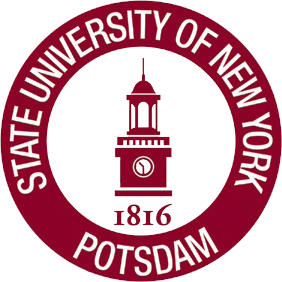 STATE UNIVERSITY OF NEW YORK
1816
POTSDAM